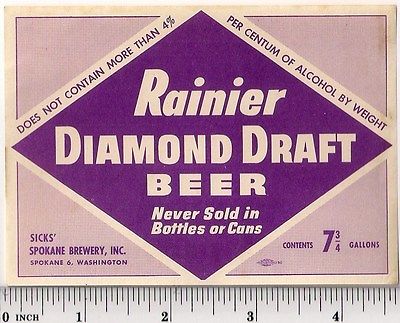 DOES NOT CONTAIN MORE THAN 4%
PER CENTUM OF ALCOHOL BY WEIGHT
Rainier
DIAMOND DRAFT
BEER
Never Sold in
Bottles or Cans
SICKS'
SPOKANE BREWERY, INC.
SPOKANE 6, WASHINGTON
CONTENTS 7 3/4 GALLONS
0 INCH 1 2 3 4